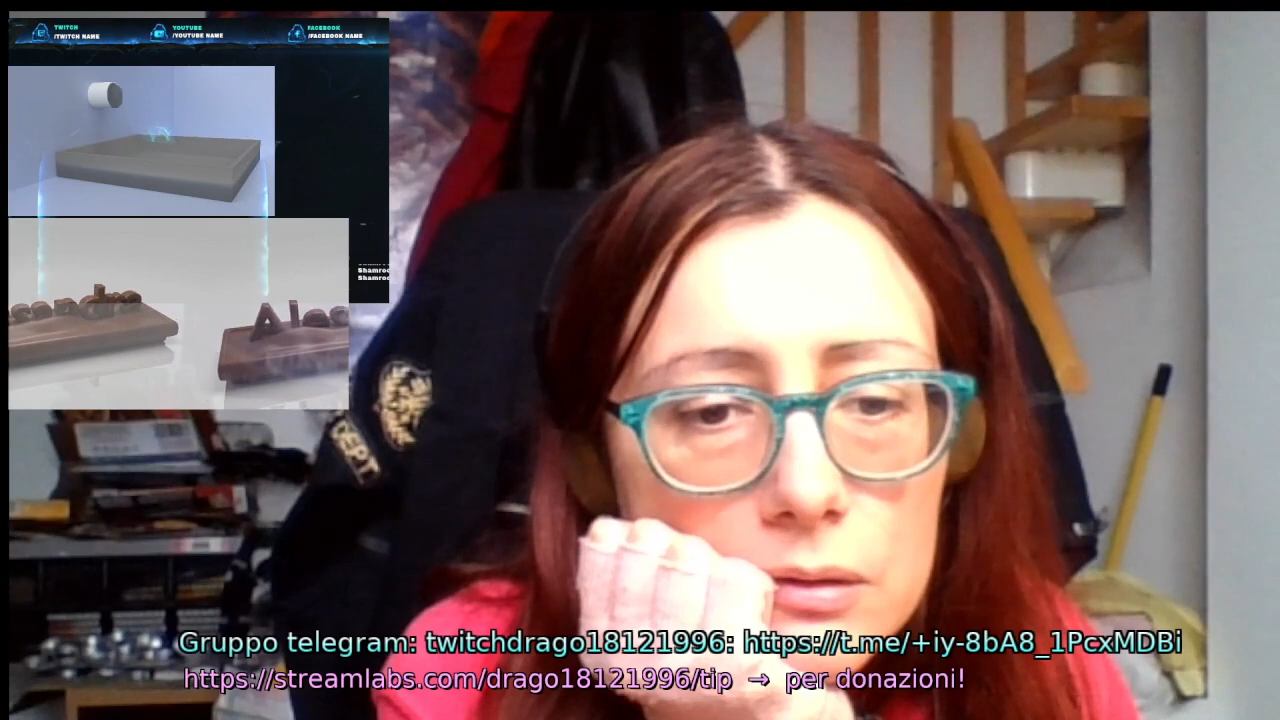 TWITCH
/TWITCH NAME
YOUTUBE
/YOUTUBE NAME
FACEBOOK
/FACEBOOK NAME
DEPT
Gruppo telegram: twitchdrago18121996: https://t.me/+iy-8bA8_1PcxMDBi
https://streamlabs.com/drago18121996/tip → per donazioni!